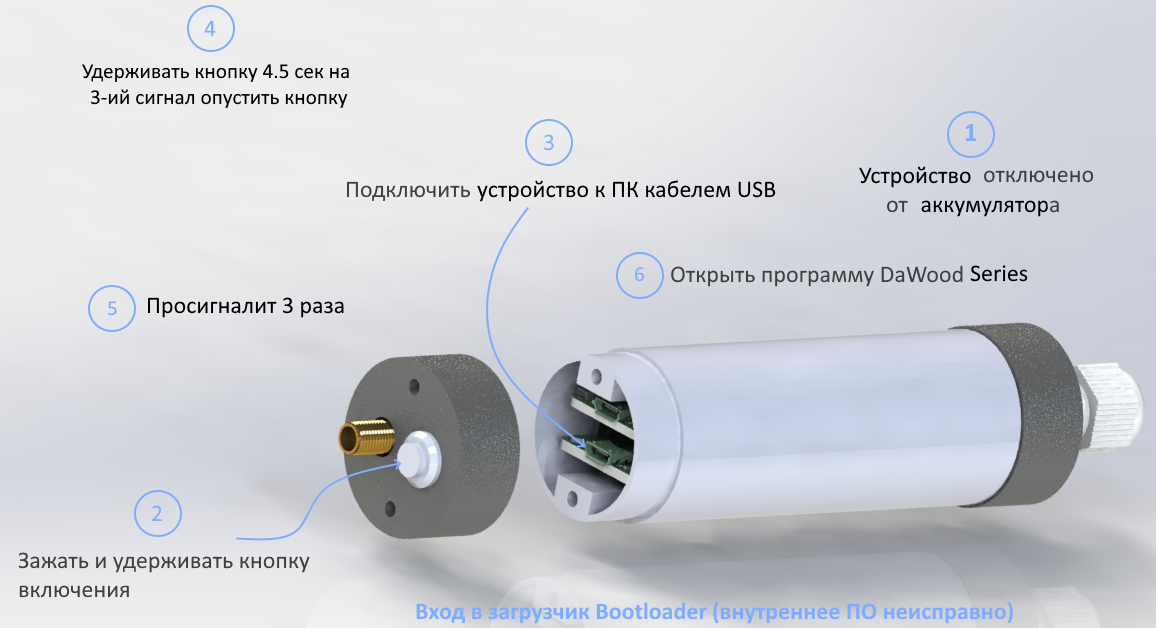 4
Удерживать кнопку 4.5 сек на
3-ий сигнал опустить кнопку
3
Подключить устройство к ПК кабелем USB
1
Устройство отключено
от аккумулятора
6 Открыть программу DaWood Series
5 Просигналит 3 раза
2
Зажать и удерживать кнопку
включения
Вход в загрузчик Bootloader (внутреннее ПО неисправно)